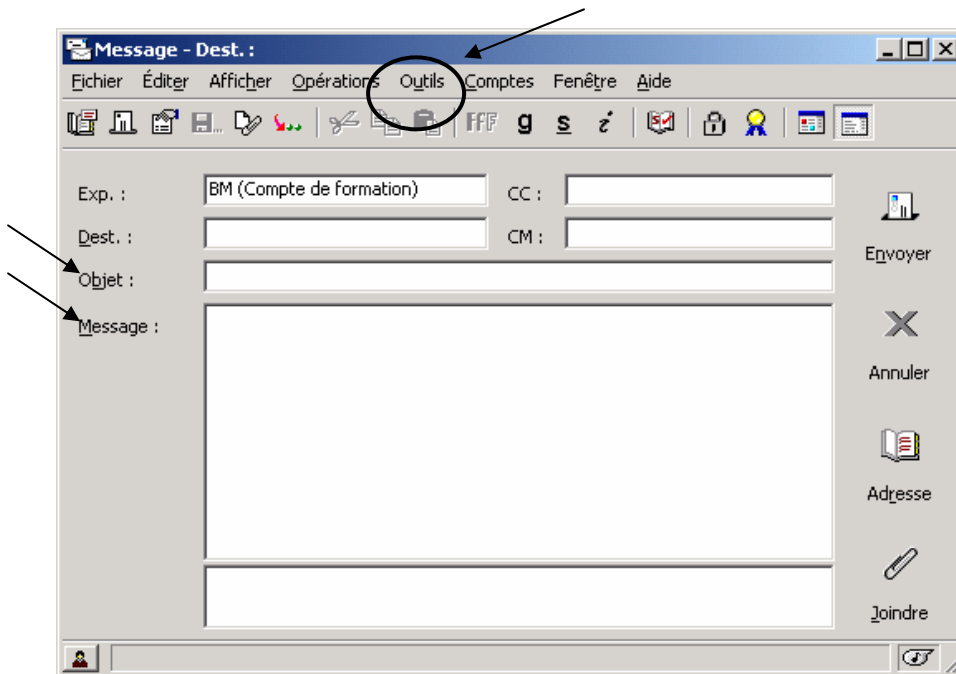 Message - Dest. :
Fichier Éditer Afficher Opérations Outils Comptes Fenêtre Aide
FfF g s i
Exp. : BM (Compte de formation) CC :
Dest. : CM :
Envoyer
Objet :
Message :
Annuler
Adresse
Joindre